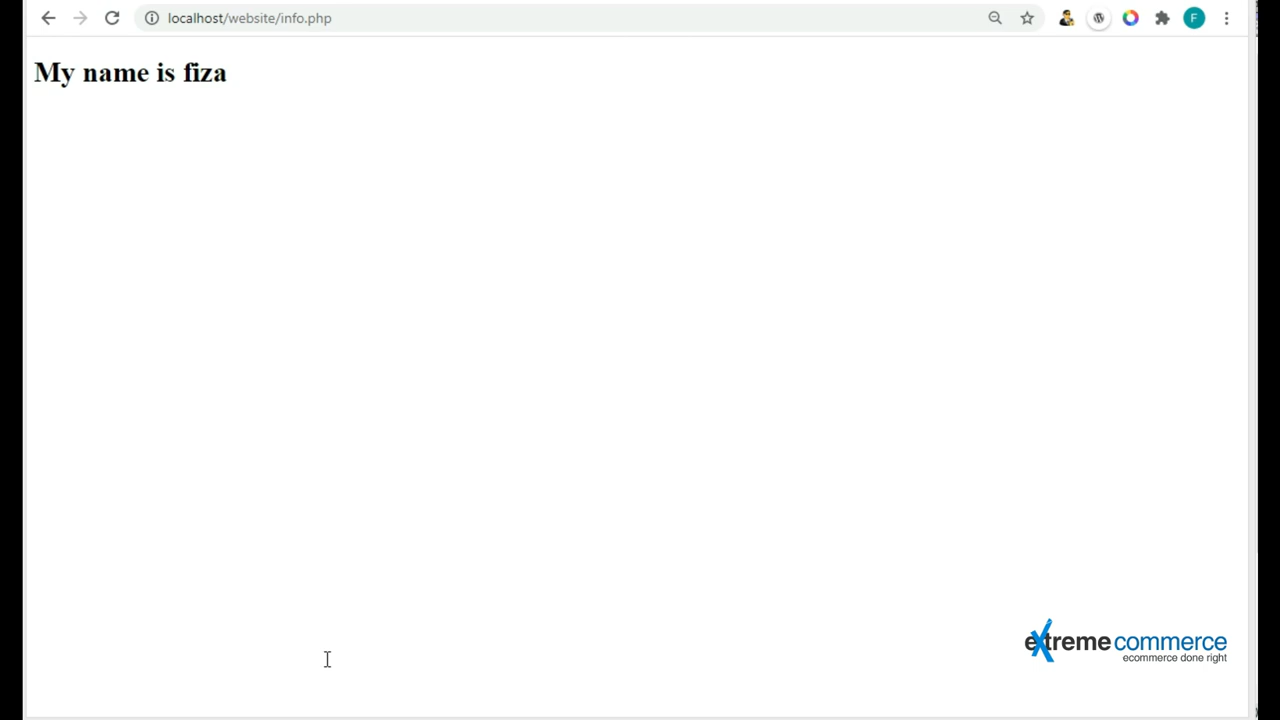 localhost/website/info.php
F
My name is fiza
extreme commerce
ecommerce done right